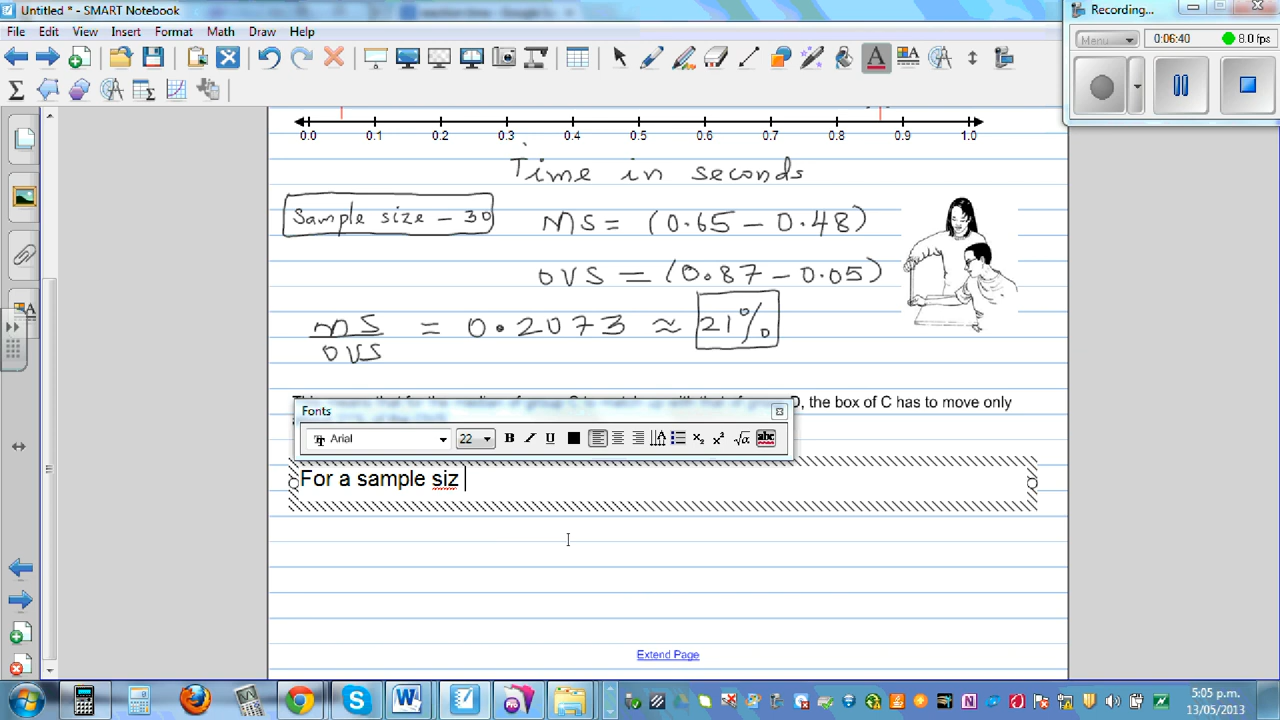 Untitled * - SMART Notebook
Recording...
File Edit View Insert Format Math Draw Help
Menu
0:06:40
8.0 fps
0.0 0.1 0.2 0.3 0.4 0.5 0.6 0.7 0.8 0.9 1.0
Time in seconds
Sample size - 30
MS = (0.65 - 0.48)
OVS = (0.87 - 0.05)
MS
OVS
= 0.2073 ≈ 21%
D, the box of C has to move only
Fonts
Arial
22
B I U
abc
For a sample siz
Extend Page
5:05 p.m.
13/05/2013